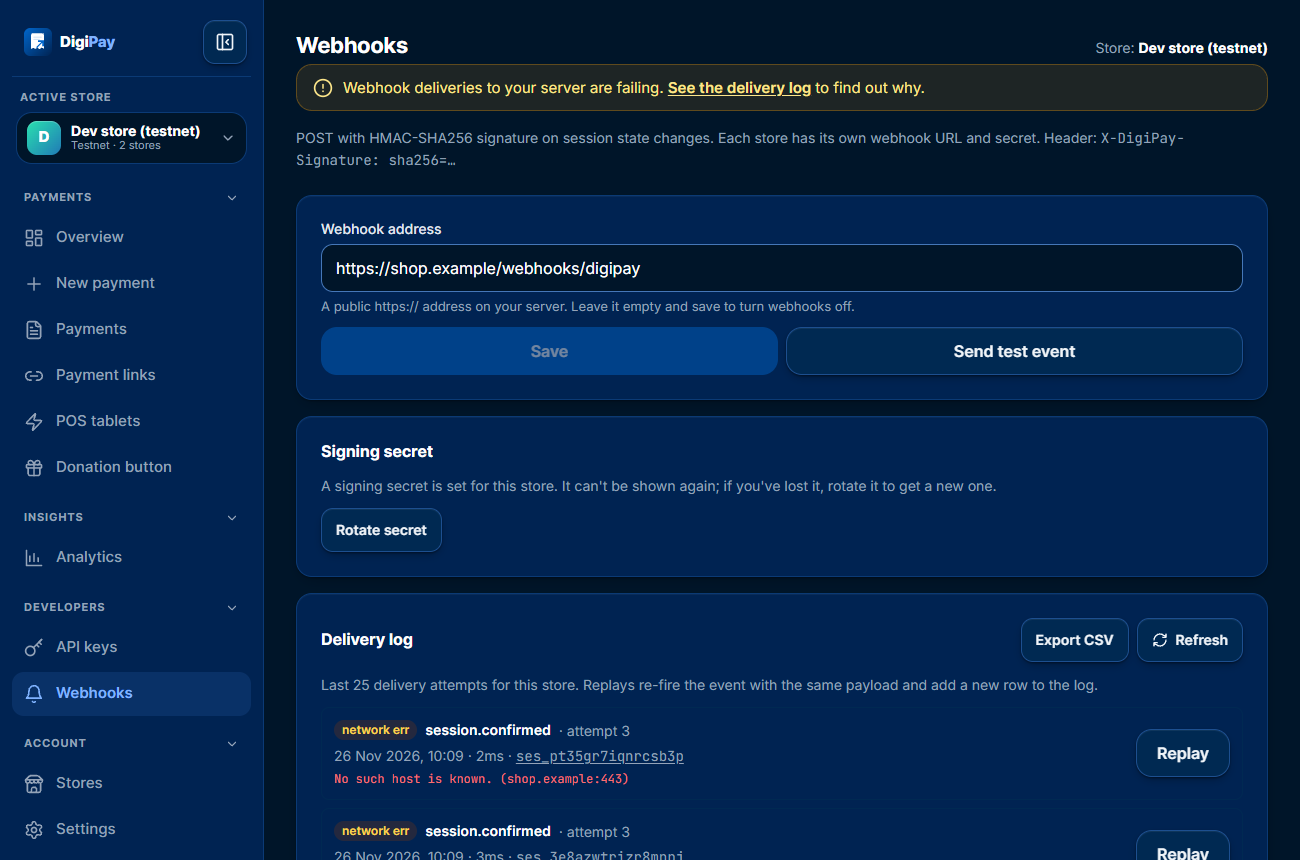 DigiPay
ACTIVE STORE
D
Dev store (testnet)
Testnet · 2 stores
PAYMENTS
Overview
New payment
Payments
Payment links
POS tablets
Donation button
INSIGHTS
Analytics
DEVELOPERS
API keys
Webhooks
ACCOUNT
Stores
Settings
Webhooks
Store: Dev store (testnet)
Webhook deliveries to your server are failing. See the delivery log to find out why.
POST with HMAC-SHA256 signature on session state changes. Each store has its own webhook URL and secret. Header: X-DigiPay-
Signature: sha256=…
Webhook address
https://shop.example/webhooks/digipay
A public https:// address on your server. Leave it empty and save to turn webhooks off.
Save
Send test event
Signing secret
A signing secret is set for this store. It can't be shown again; if you've lost it, rotate it to get a new one.
Rotate secret
Delivery log
Export CSV
Refresh
Last 25 delivery attempts for this store. Replays re-fire the event with the same payload and add a new row to the log.
network err session.confirmed · attempt 3
26 Nov 2026, 10:09 · 2ms · ses_pt35gr7iqnrcsb3p
No such host is known. (shop.example:443)
Replay
network err session.confirmed · attempt 3
26 Nov 2026, 10:09 · 3ms ·
Replay